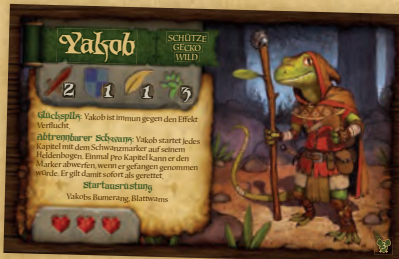 Yakob
SCHÜTZE
GECKO
WILD
2 1 1 3
Glückspilz: Yakob ist immun gegen den Effekt
Verflucht.
Abtrennbarer Schwanz: Yakob startet jedes
Kapitel mit dem Schwanzmarker auf seinem
Heldenbogen. Einmal pro Kapitel kann er den
Marker abwerfen, wenn er gefangen genommen
würde. Er gilt damit sofort als gerettet.
Startausrüstung
Yakobs Bumerang, Blattwams